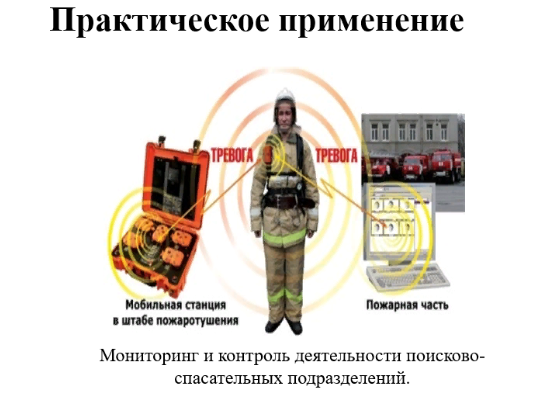 Практическое применение
ТРЕВОГА
ТРЕВОГА
Мобильная станция
в штабе пожаротушения
Пожарная часть
Мониторинг и контроль деятельности поисково-
спасательных подразделений.